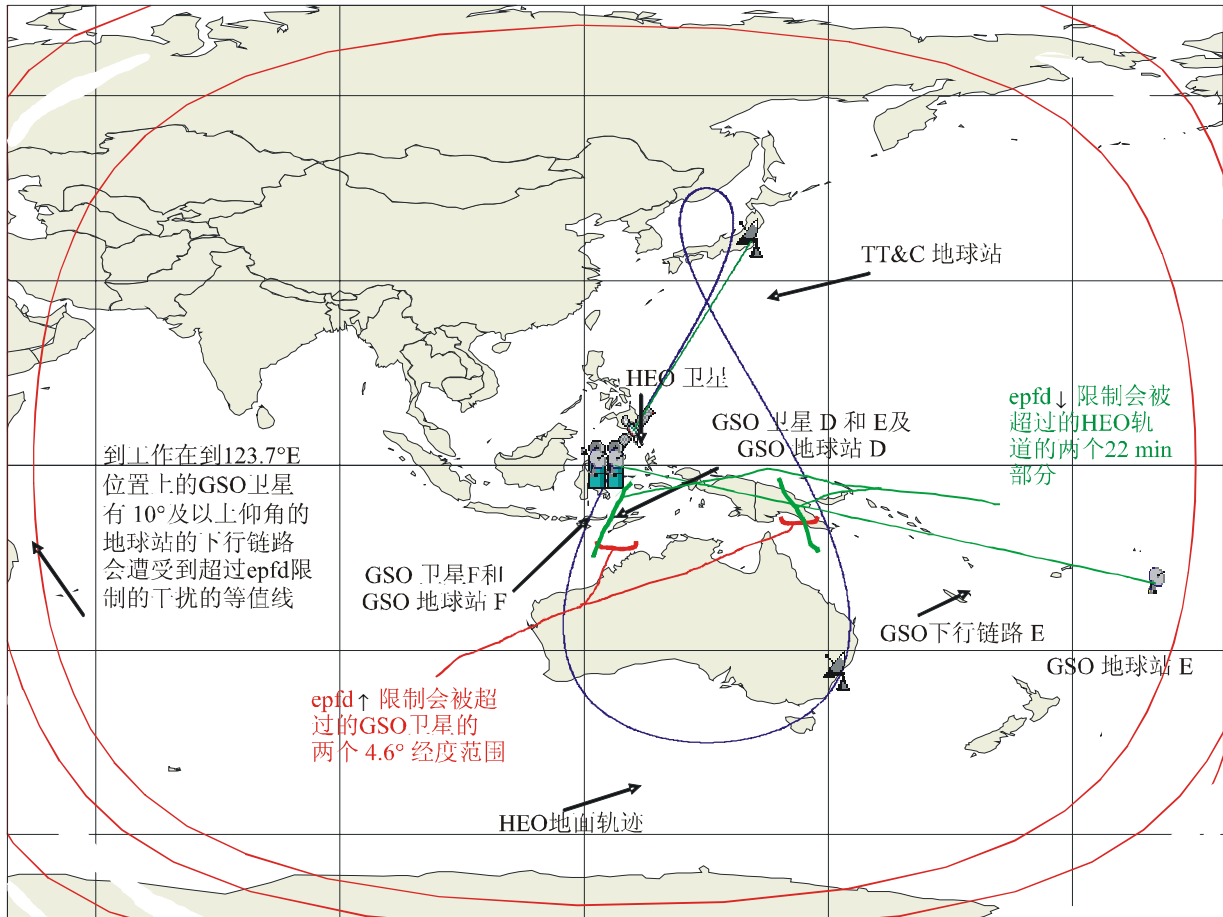 TT&C 地球站
HEO 卫星
GSO 卫星 D 和 E及
GSO 地球站 D
epfd↓ 限制会被
超过的HEO轨
道的两个22 min
部分
到工作在到123.7°E
位置上的GSO卫星
有 10°及以上仰角的
地球站的下行链路
会遭受到超过epfd限
制的干扰的等值线
GSO 卫星F和
GSO 地球站 F
GSO下行链路 E
GSO 地球站 E
epfd↑ 限制会被超
过的GSO卫星的
两个 4.6° 经度范围
HEO地面轨迹